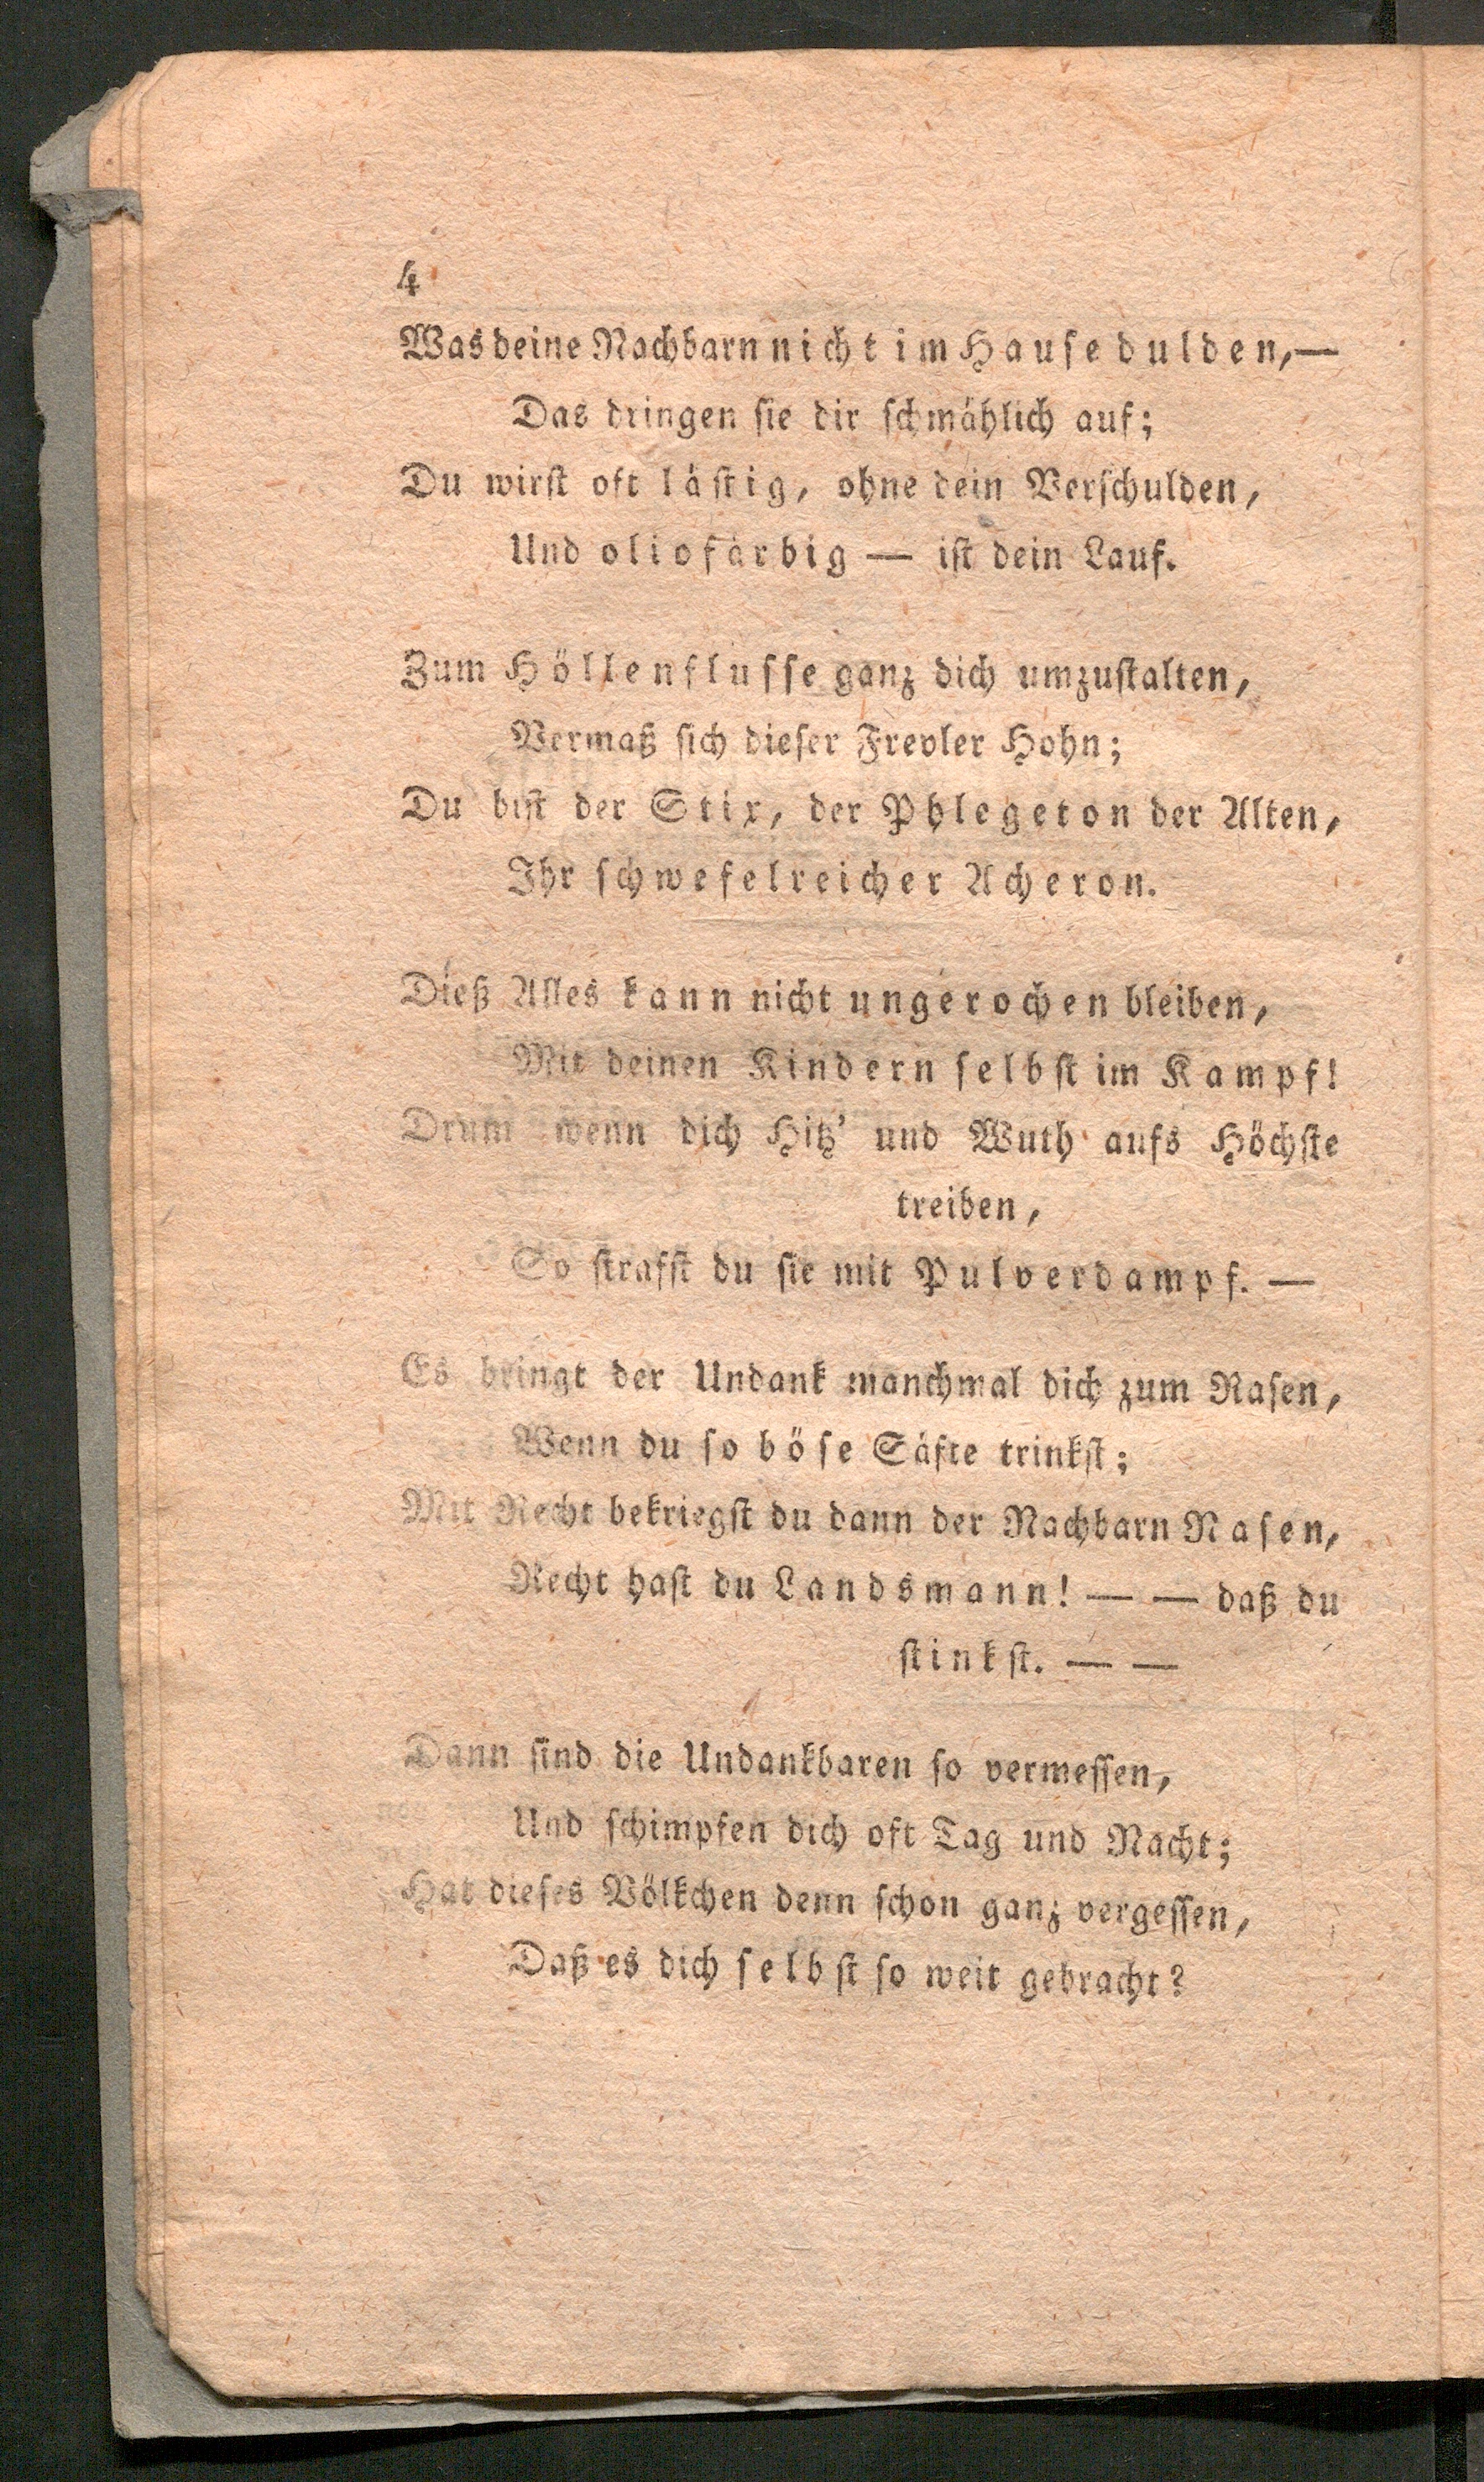 4
Was deine Nachbarn nicht im Hause dulden,—
Das dringen sie dir schmählich auf;
Du wirst oft lästig, ohne dein Verschulden,
Und oliofärbig — ist dein Lauf.
Zum Höllenflusse ganz dich umzustalten,
Vermaß sich dieser Frevler Hohn;
Du bist der Stix, der Phlegeton der Alten,
Ihr schwefelreicher Acheron.
Dieß Alles kann nicht ungerochen bleiben,
Mit deinen Kindern selbst im Kampf!
Drum wenn dich Hitz' und Wuth aufs Höchste
treiben,
So strafst du sie mit Pulverdampf. —
Es bringt der Undank manchmal dich zum Rasen,
Wenn du so böse Säfte trinkst;
Mit Recht bekriegst du dann der Nachbarn Nasen,
Recht hast du Landsmann! — — daß du
stinkst. — —
Dann sind die Undankbaren so vermessen,
Und schimpfen dich oft Tag und Nacht;
Hat dieses Völkchen denn schon ganz vergessen,
Daß es dich selbst so weit gebracht?